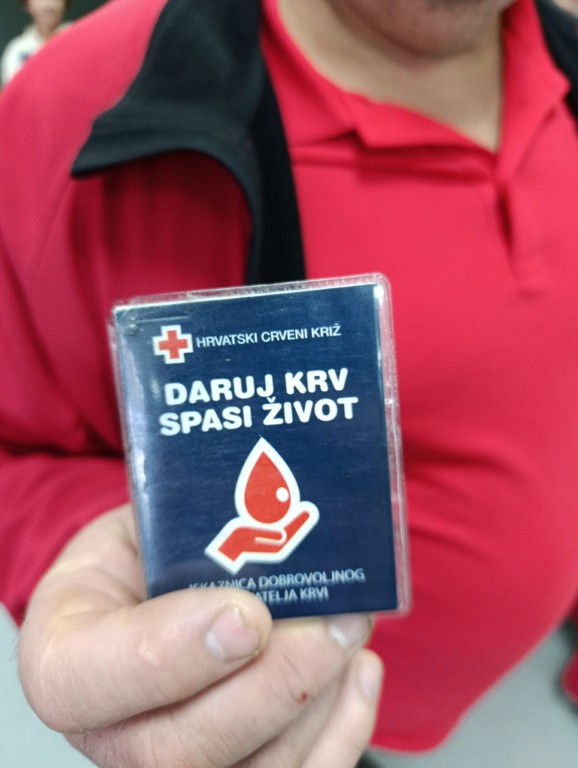 HRVATSKI CRVENI KRIŽ
DARUJ KRV
SPASI ŽIVOT
ISKAZNICA DOBROVOLJNOG
KRVI